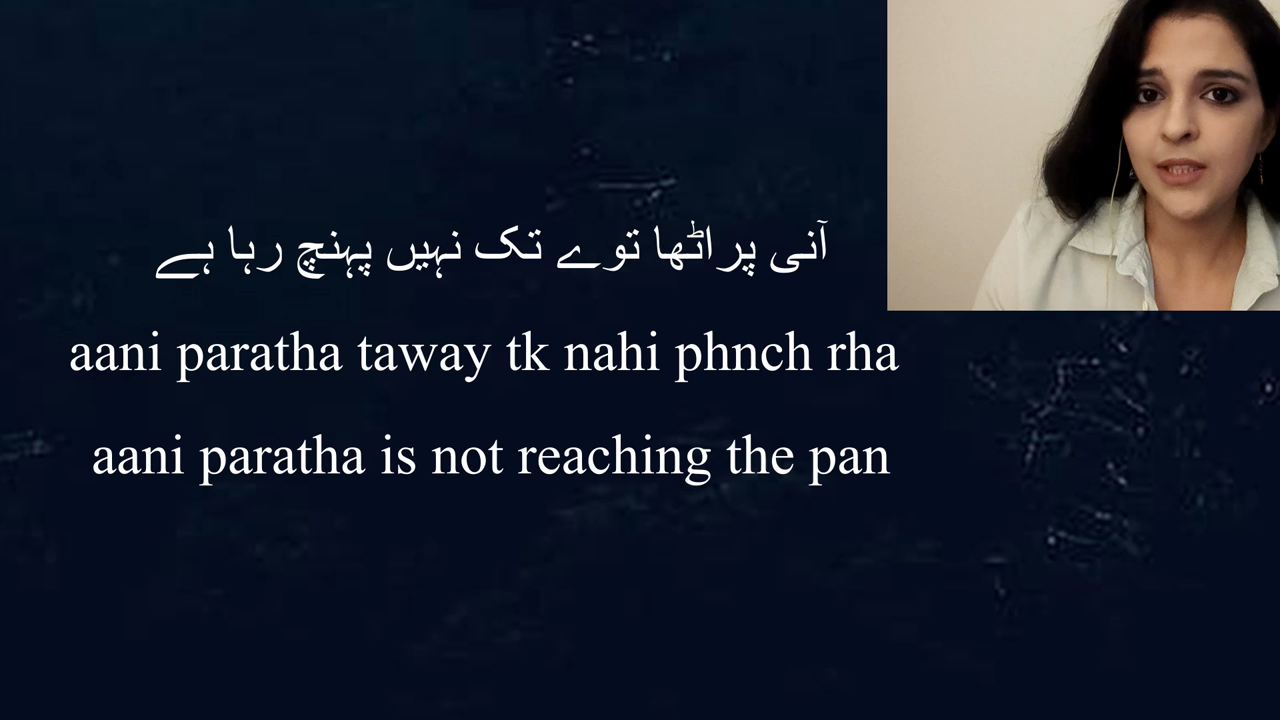 آنی پراٹھا توے تک نہیں پہنچ رہا ہے
aani paratha taway tk nahi phnch rha
aani paratha is not reaching the pan